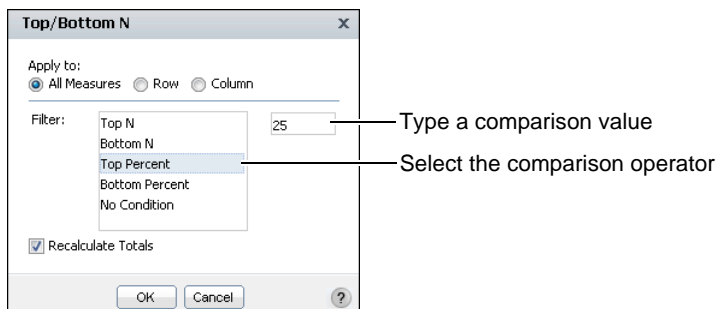 Top/Bottom N x
Apply to:
All Measures Row Column
Filter:
Top N
Bottom N
Top Percent
Bottom Percent
No Condition
25
Type a comparison value
Select the comparison operator
Recalculate Totals
OK Cancel ?